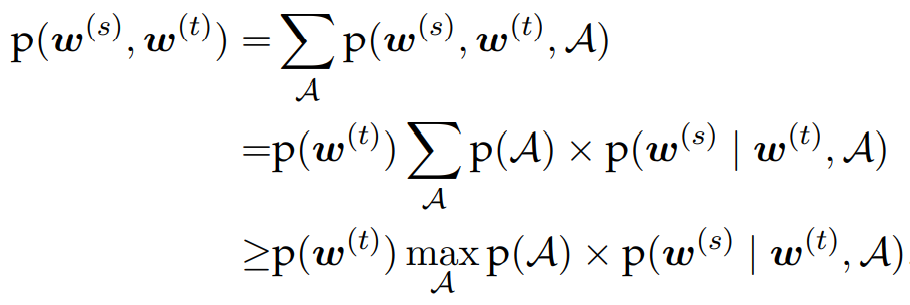 p(w^(s), w^(t)) = ∑_𝒜 p(w^(s), w^(t), 𝒜)
=p(w^(t)) ∑_𝒜 p(𝒜) × p(w^(s) | w^(t), 𝒜)
≥p(w^(t)) max_𝒜 p(𝒜) × p(w^(s) | w^(t), 𝒜)